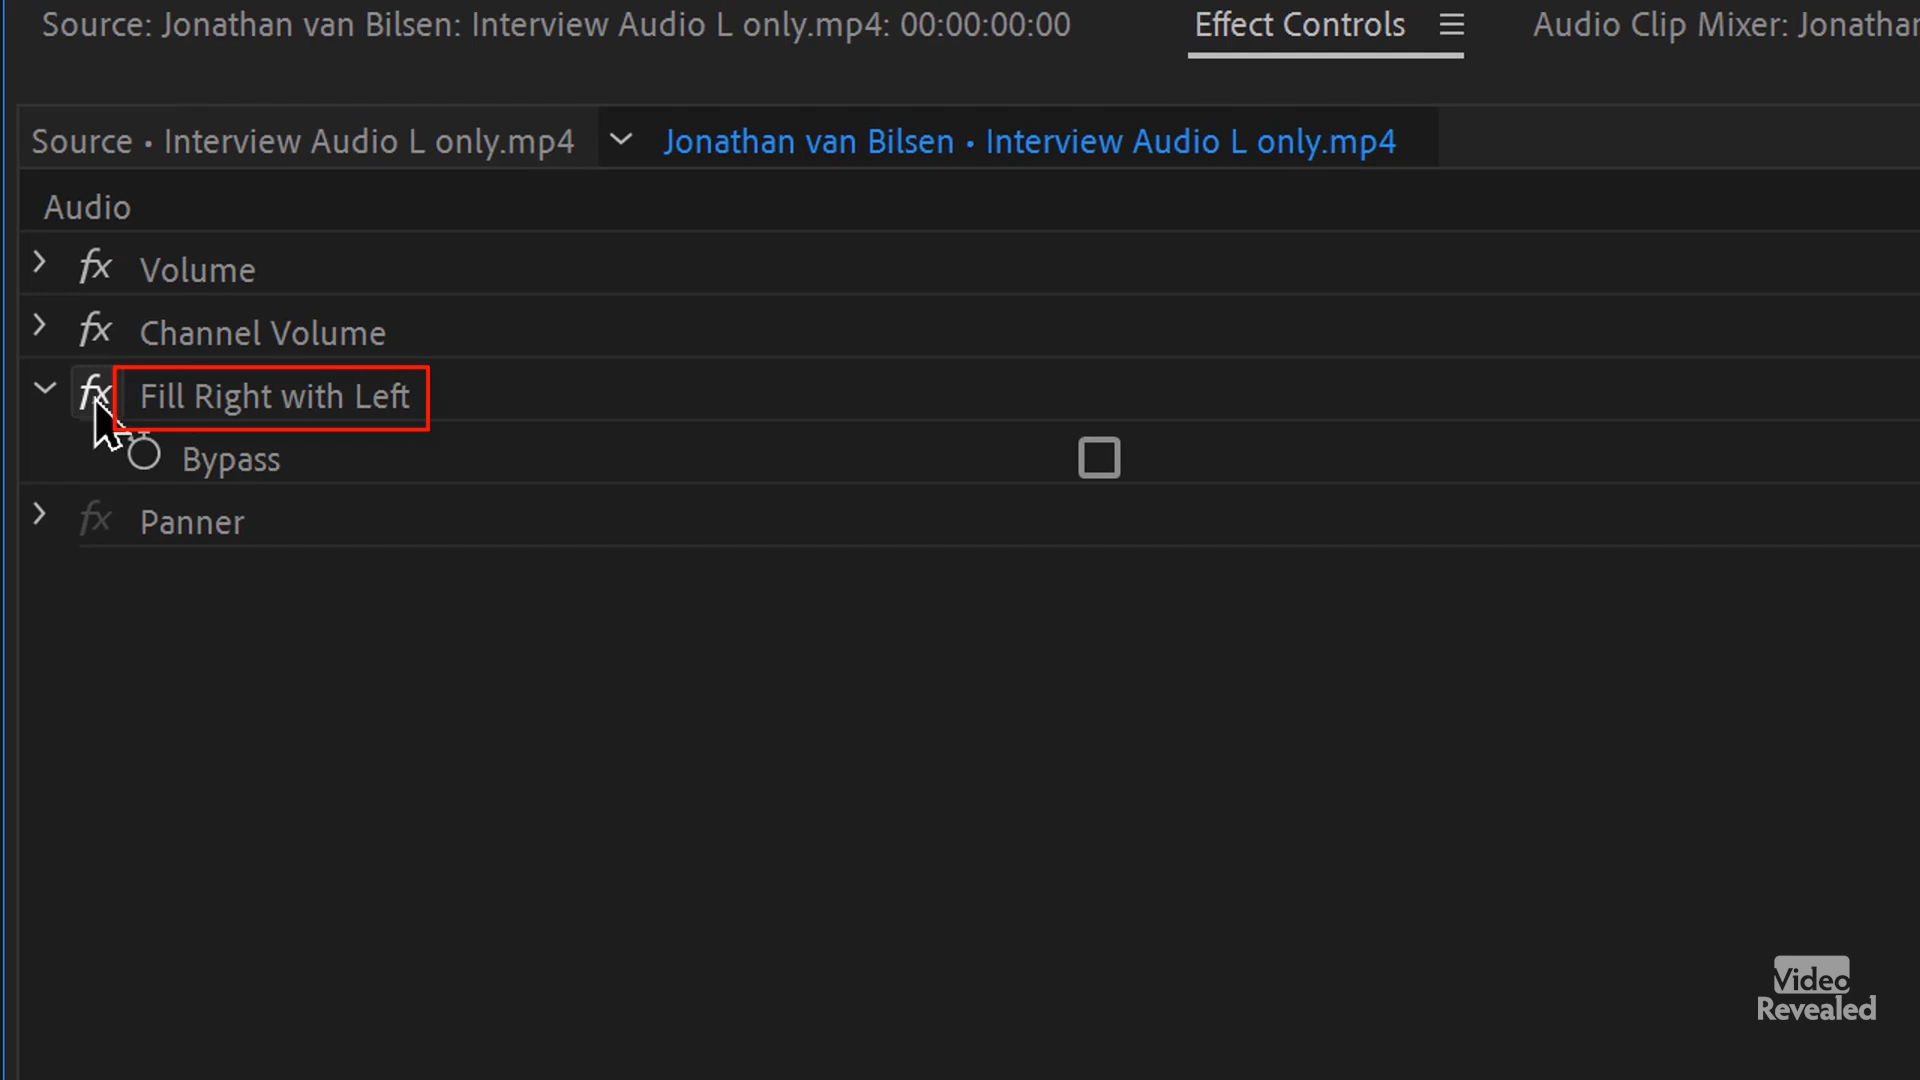 Source: Jonathan van Bilsen: Interview Audio L only.mp4: 00:00:00:00
Effect Controls
Audio Clip Mixer: Jonathan
Source • Interview Audio L only.mp4
Jonathan van Bilsen • Interview Audio L only.mp4
Audio
fx Volume
fx Channel Volume
fx Fill Right with Left
Bypass
fx Panner
Video
Revealed